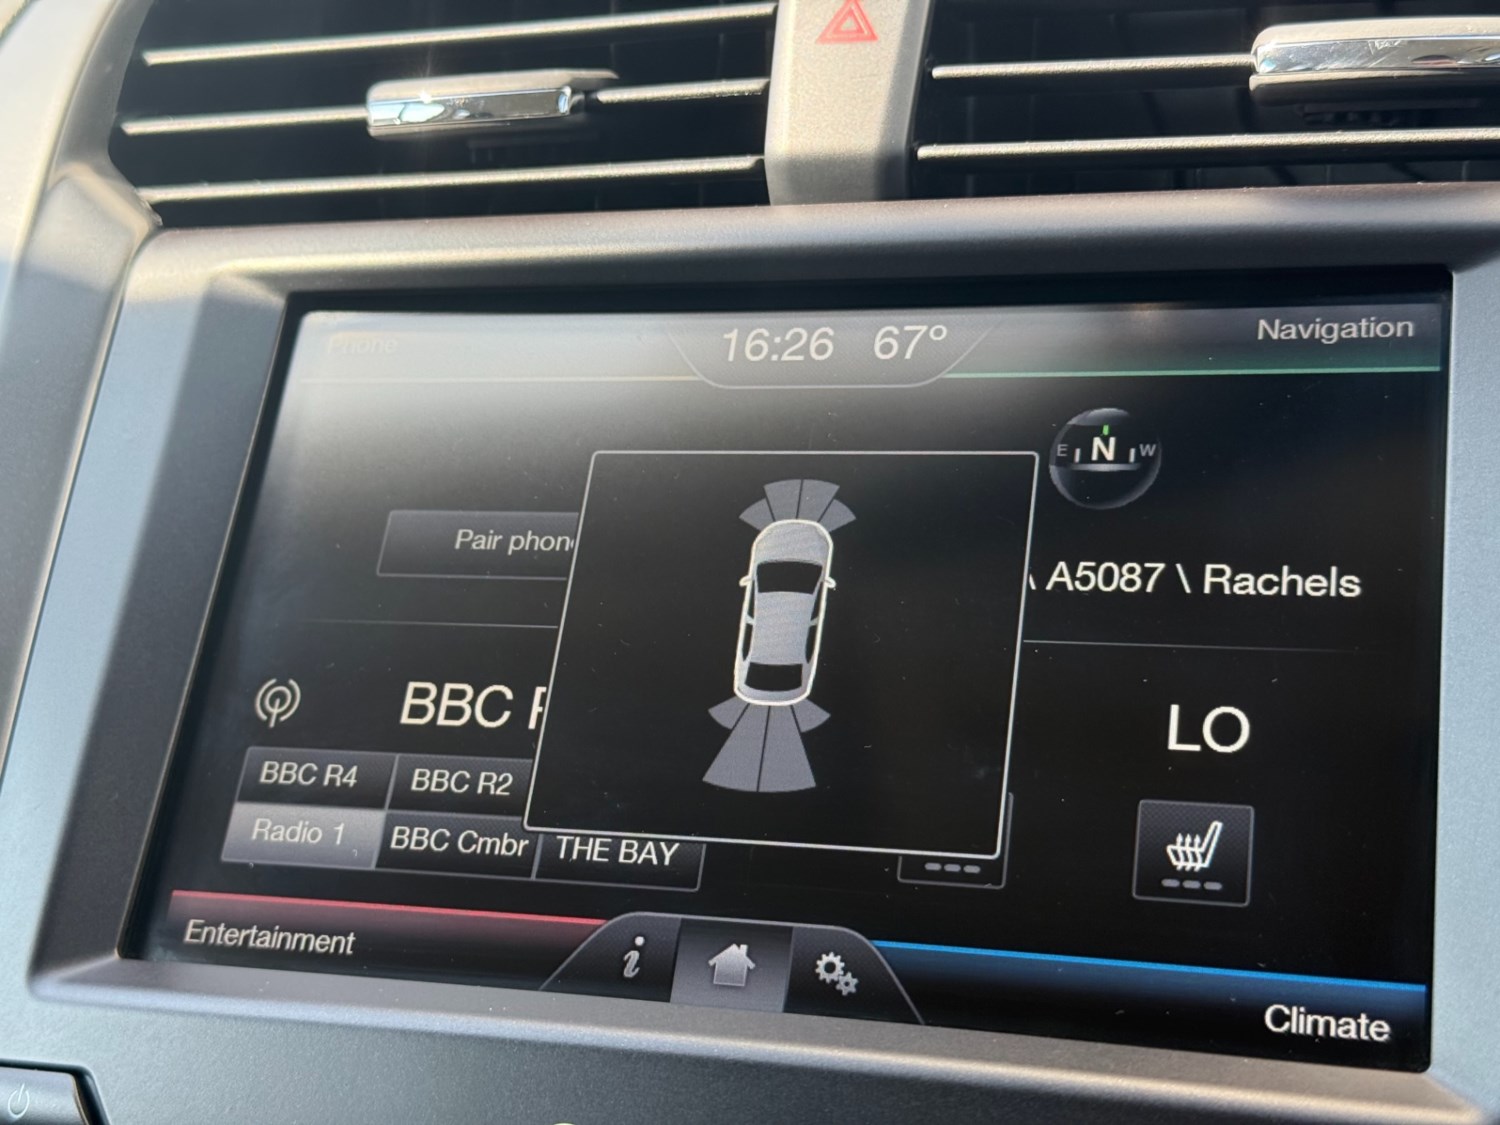 Phone
16:26 67°
Navigation
E N W
Pair phon
\ A5087 \ Rachels
BBC
LO
BBC R4
BBC R2
Radio 1
BBC Cmbr
THE BAY
Entertainment
i
Climate